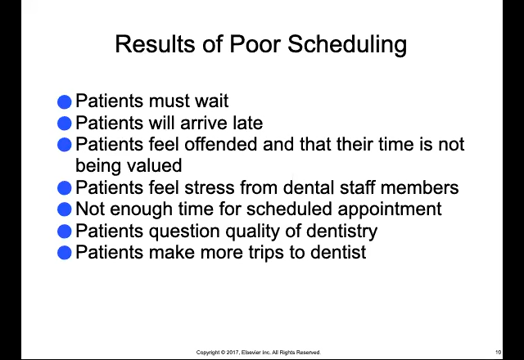 Results of Poor Scheduling
Patients must wait
Patients will arrive late
Patients feel offended and that their time is not
being valued
Patients feel stress from dental staff members
Not enough time for scheduled appointment
Patients question quality of dentistry
Patients make more trips to dentist
Copyright © 2017, Elsevier Inc. All Rights Reserved.
10